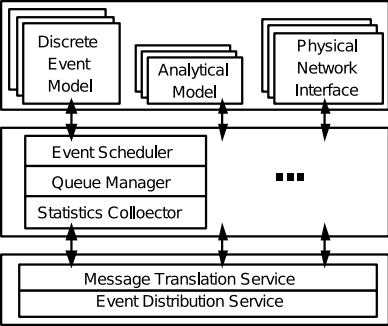 Discrete
Event
Model
Analytical
Model
Physical
Network
Interface
Event Scheduler
Queue Manager
Statistics Colloector
Message Translation Service
Event Distribution Service